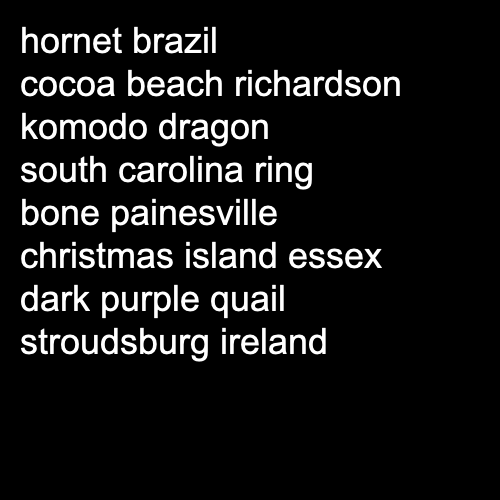 hornet brazil
cocoa beach richardson
komodo dragon
south carolina ring
bone painesville
christmas island essex
dark purple quail
stroudsburg ireland